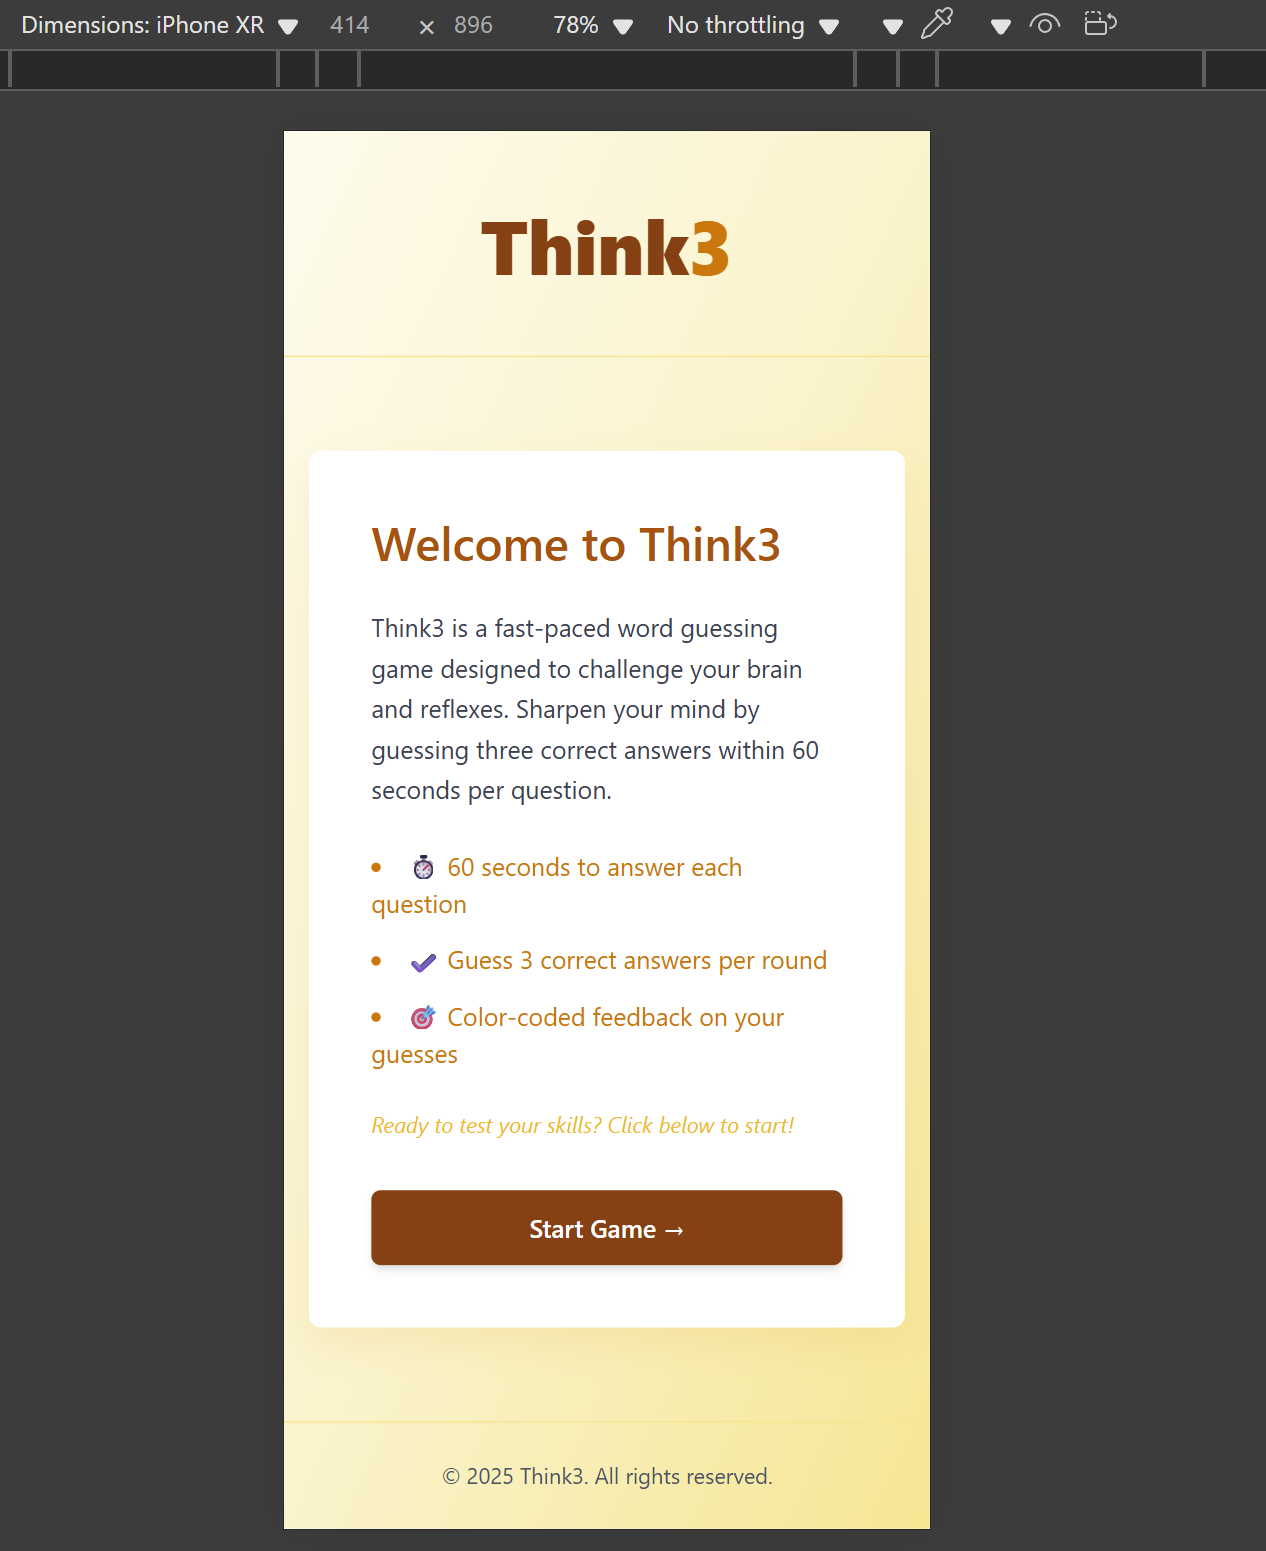 Dimensions: iPhone XR 414 × 896 78% No throttling
Think3
Welcome to Think3
Think3 is a fast-paced word guessing
game designed to challenge your brain
and reflexes. Sharpen your mind by
guessing three correct answers within 60
seconds per question.
• ⏱️ 60 seconds to answer each
question
• ✔️ Guess 3 correct answers per round
• 🎯 Color-coded feedback on your
guesses
Ready to test your skills? Click below to start!
Start Game →
© 2025 Think3. All rights reserved.